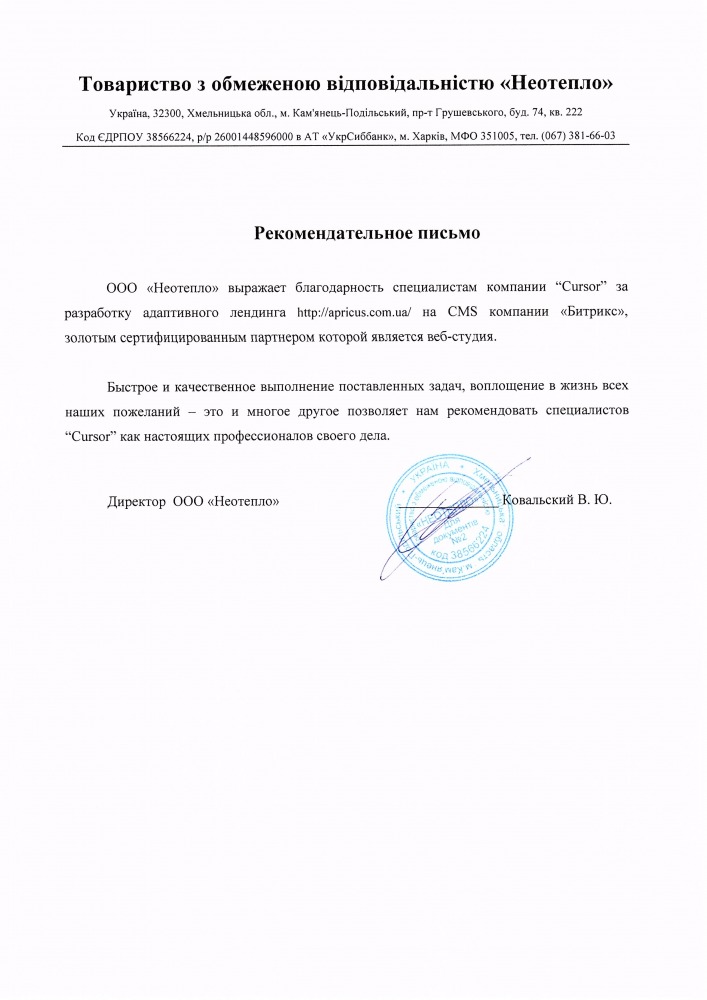 Товариство з обмеженою відповідальністю «Неотепло»
Україна, 32300, Хмельницька обл., м. Кам'янець-Подільський, пр-т Грушевського, буд. 74, кв. 222
Код ЄДРПОУ 38566224, р/р 26001448596000 в АТ «УкрСиббанк», м. Харків, МФО 351005, тел. (067) 381-66-03
Рекомендательное письмо
ООО «Неотепло» выражает благодарность специалистам компании “Cursor” за
разработку адаптивного лендинга http://apricus.com.ua/ на CMS компании «Битрикс»,
золотым сертифицированным партнером которой является веб-студия.
Быстрое и качественное выполнение поставленных задач, воплощение в жизнь всех
наших пожеланий – это и многое другое позволяет нам рекомендовать специалистов
“Cursor” как настоящих профессионалов своего дела.
Директор ООО «Неотепло» Ковальский В. Ю.
УКРАЇНА * Хмельницька область м.Кам'янець-
обмеженою відповідальністю
Для
документів
№2
код 38566224